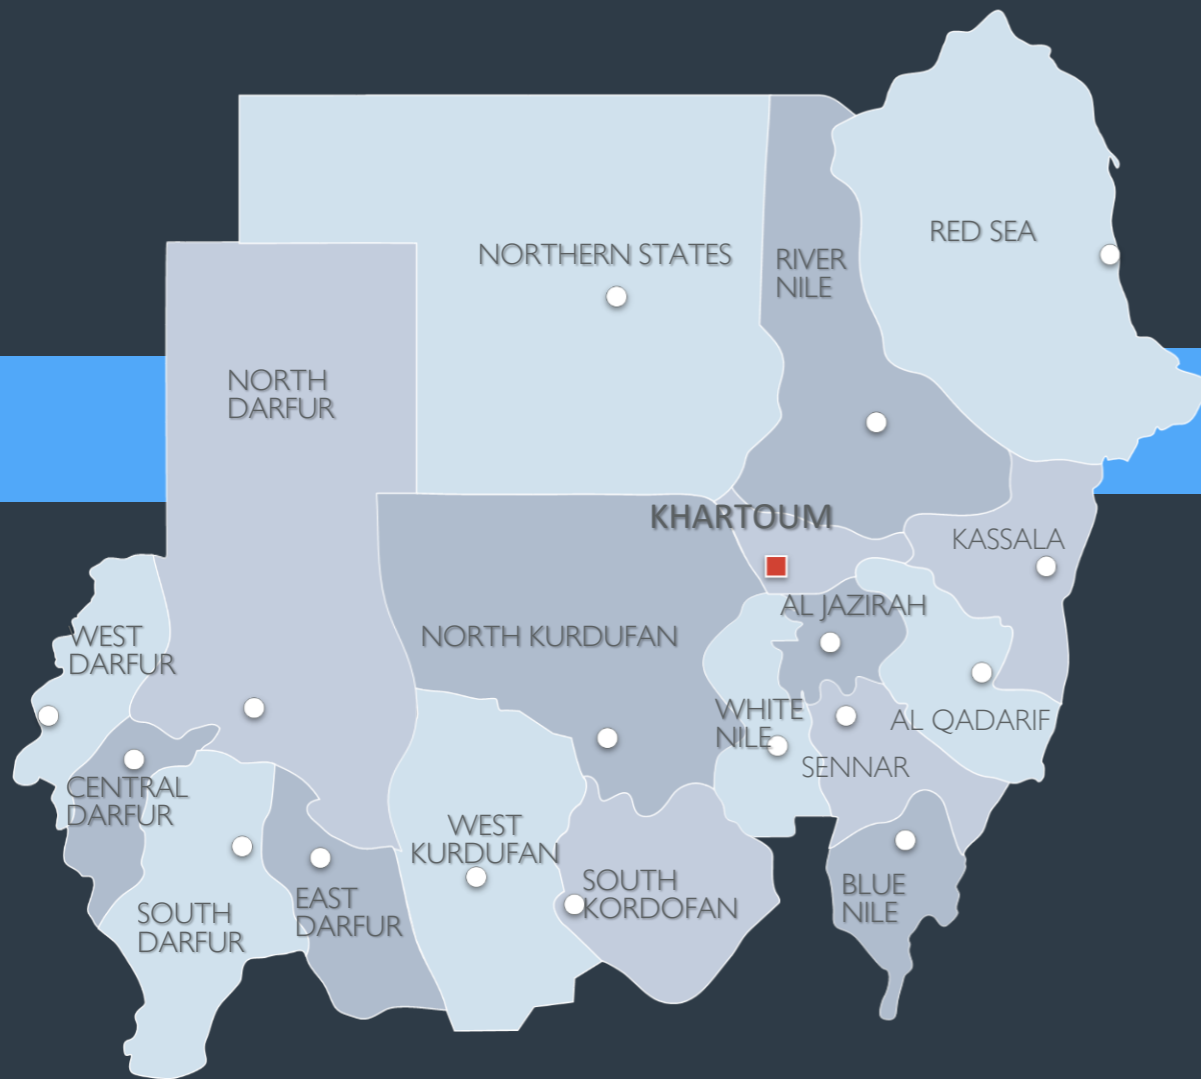 RED SEA
NORTHERN STATES
RIVER
NILE
NORTH
DARFUR
KHARTOUM
KASSALA
AL JAZIRAH
WEST
DARFUR
NORTH KURDUFAN
WHITE
NILE
AL QADARIF
SENNAR
CENTRAL
DARFUR
WEST
KURDUFAN
SOUTH
KORDOFAN
BLUE
NILE
EAST
DARFUR
SOUTH
DARFUR